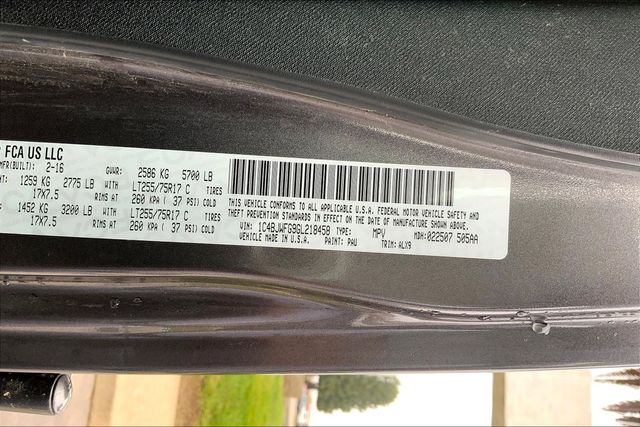 FCA US LLC
MFR(BUILT): 2-16 GVWR: 2586 KG 5700 LB
1259 KG 2775 LB WITH LT255/75R17 C TIRES
17X7.5 RIMS AT 260 KPA ( 37 PSI) COLD
1452 KG 3200 LB WITH LT255/75R17 C TIRES
17X7.5 RIMS AT 260 KPA ( 37 PSI) COLD
THIS VEHICLE CONFORMS TO ALL APPLICABLE U.S.A. FEDERAL MOTOR VEHICLE SAFETY AND
THEFT PREVENTION STANDARDS IN EFFECT ON THE DATE OF MANUFACTURE SHOWN ABOVE.
VIN: 1C4BJWFG9GL218458 TYPE: MPV MDH: 022507 505AA
VEHICLE MADE IN U.S.A. PAINT: PAU TRIM: ALX9